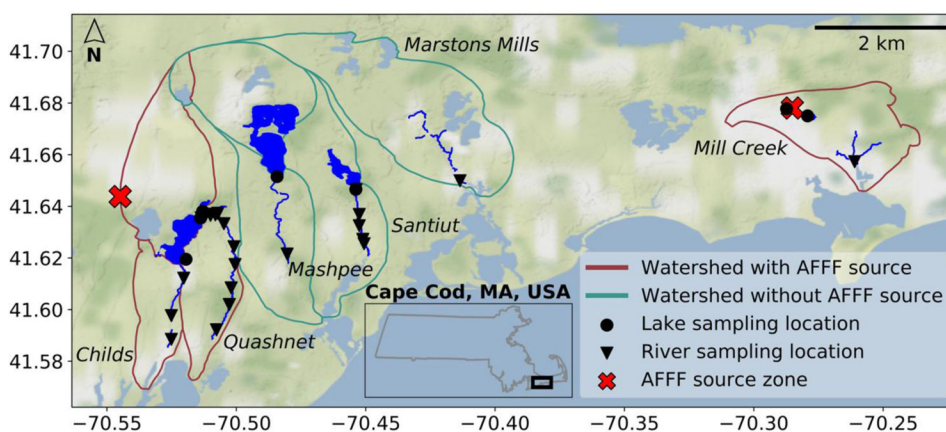 41.70
41.68
41.66
41.64
41.62
41.60
41.58
N
Marstons Mills
2 km
Mill Creek
Santiut
Mashpee
Quashnet
Childs
Cape Cod, MA, USA
Watershed with AFFF source
Watershed without AFFF source
Lake sampling location
River sampling location
AFFF source zone
−70.55
−70.50
−70.45
−70.40
−70.35
−70.30
−70.25